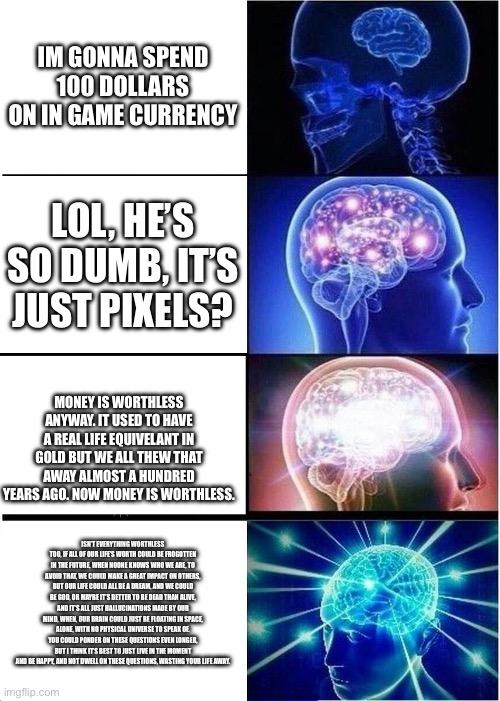 IM GONNA SPEND
100 DOLLARS
ON IN GAME CURRENCY
LOL, HE'S
SO DUMB, IT'S
JUST PIXELS?
MONEY IS WORTHLESS
ANYWAY. IT USED TO HAVE
A REAL LIFE EQUIVELANT IN
GOLD BUT WE ALL THEW THAT
AWAY ALMOST A HUNDRED
YEARS AGO. NOW MONEY IS WORTHLESS.
ISN'T EVERYTHING WORTHLESS
TOO, IF ALL OF OUR LIFE'S WORTH COULD BE FROGOTTEN
IN THE FUTURE, WHEN NOONE KNOWS WHO WE ARE, TO
AVOID THAT, WE COULD MAKE A GREAT IMPACT ON OTHERS,
BUT OUR LIFE COULD ALL BE A DREAM, AND WE COULD
BE GOD, OR MAYBE IT'S BETTER TO BE DEAD THAN ALIVE,
AND IT'S ALL JUST HALLUCINATIONS MADE BY OUR
MIND, WHEN, OUR BRAIN COULD JUST BE FLOATING IN SPACE,
ALONE, WITH NO PHYSICAL UNIVERSE TO SPEAK OF.
YOU COULD PONDER ON THESE QUESTIONS EVEN LONGER,
BUT I THINK IT'S BEST TO JUST LIVE IN THE MOMENT
AND BE HAPPY, AND NOT DWELL ON THESE QUESTIONS, WASTING YOUR LIFE AWAY.
imgflip.com